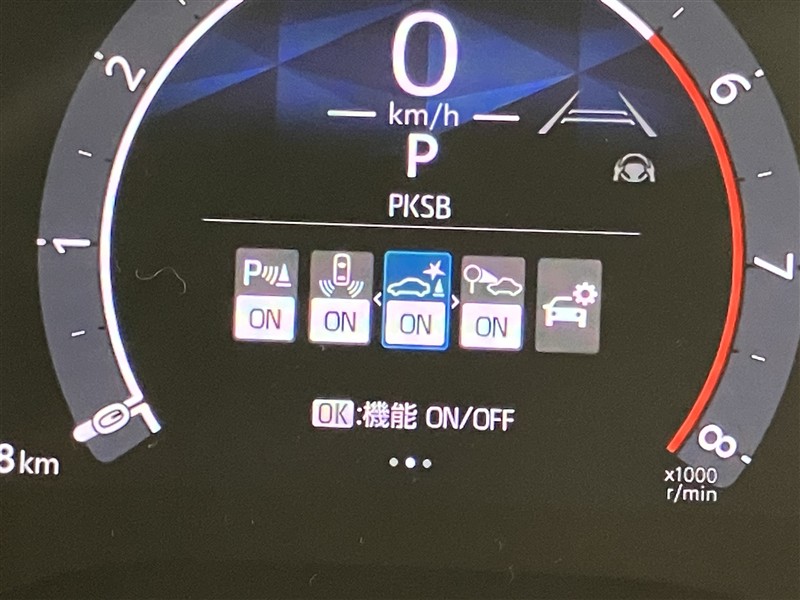 0
km/h
P
PKSB
2
6
1
7
P
ON
ON
ON
ON
OK:機能 ON/OFF
0
8
8km
x1000
r/min